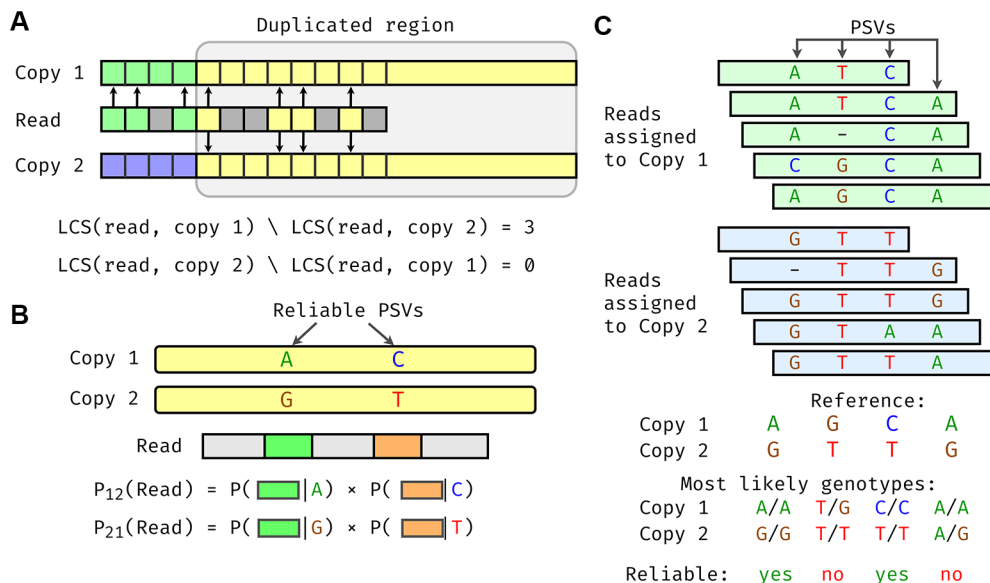 A
Duplicated region
Copy 1
Read
Copy 2
LCS(read, copy 1) \ LCS(read, copy 2) = 3
LCS(read, copy 2) \ LCS(read, copy 1) = 0
B
Reliable PSVs
Copy 1 A C
Copy 2 G T
Read
P₁₂(Read) = P( |A) × P( |C)
P₂₁(Read) = P( |G) × P( |T)
C
PSVs
Reads
assigned
to Copy 1
A T C
A T C A
A – C A
C G C A
A G C A
Reads
assigned
to Copy 2
G T T
– T T G
G T T G
G T A A
G T T A
Reference:
Copy 1 A G C A
Copy 2 G T T G
Most likely genotypes:
Copy 1 A/A T/G C/C A/A
Copy 2 G/G T/T T/T A/G
Reliable: yes no yes no